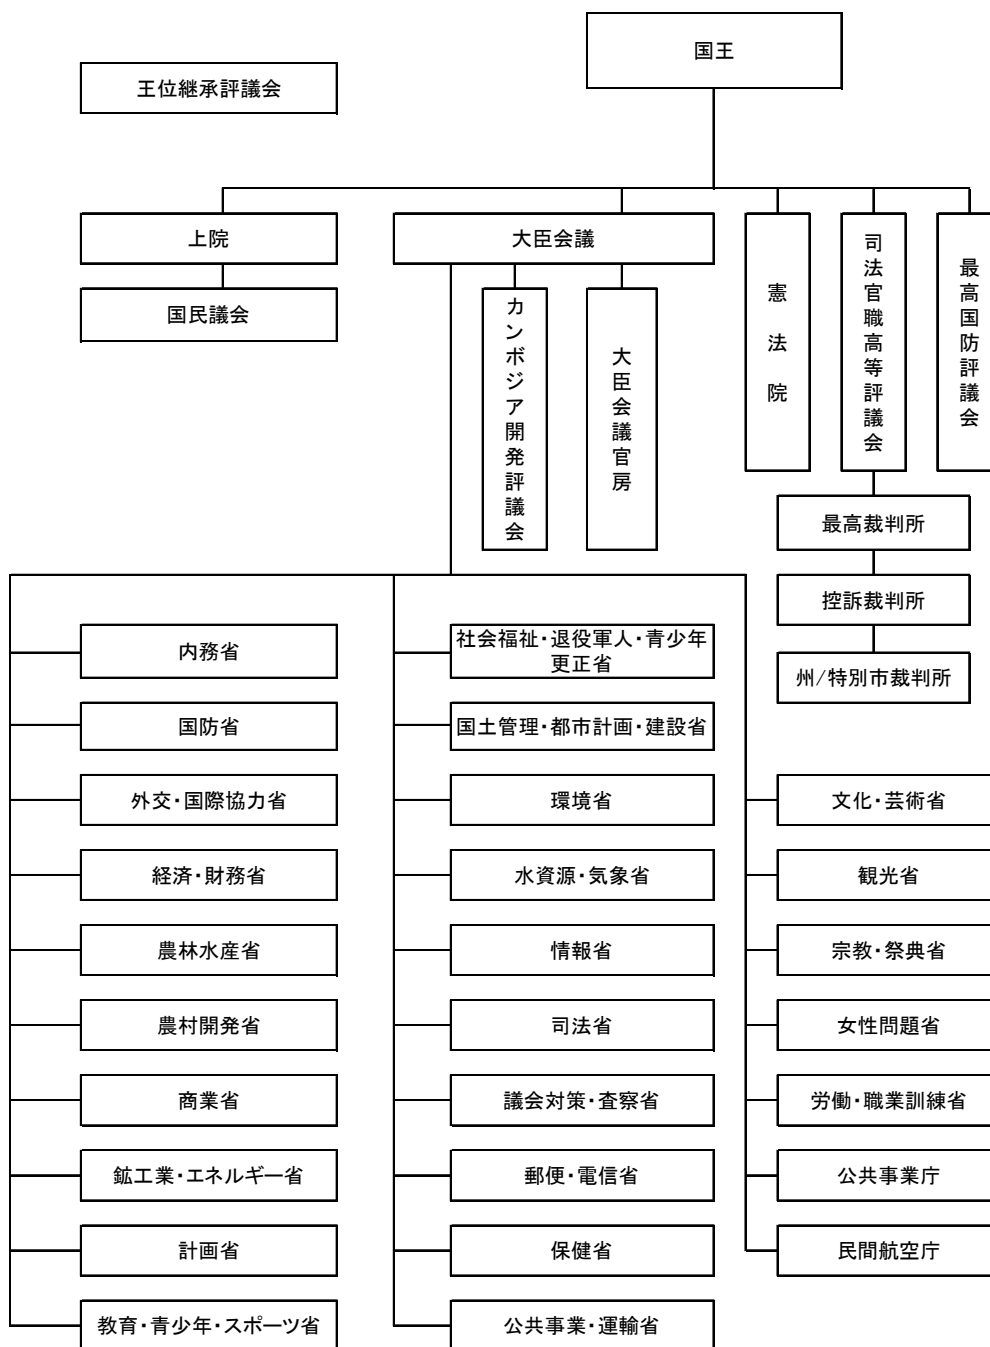 国王
王位継承評議会
上院
大臣会議
憲法院
司法官職高等評議会
最高国防評議会
国民議会
カンボジア開発評議会
大臣会議官房
最高裁判所
控訴裁判所
州/特別市裁判所
内務省
国防省
外交・国際協力省
経済・財務省
農林水産省
農村開発省
商業省
鉱工業・エネルギー省
計画省
教育・青少年・スポーツ省
社会福祉・退役軍人・青少年
更正省
国土管理・都市計画・建設省
環境省
水資源・気象省
情報省
司法省
議会対策・査察省
郵便・電信省
保健省
公共事業・運輸省
文化・芸術省
観光省
宗教・祭典省
女性問題省
労働・職業訓練省
公共事業庁
民間航空庁